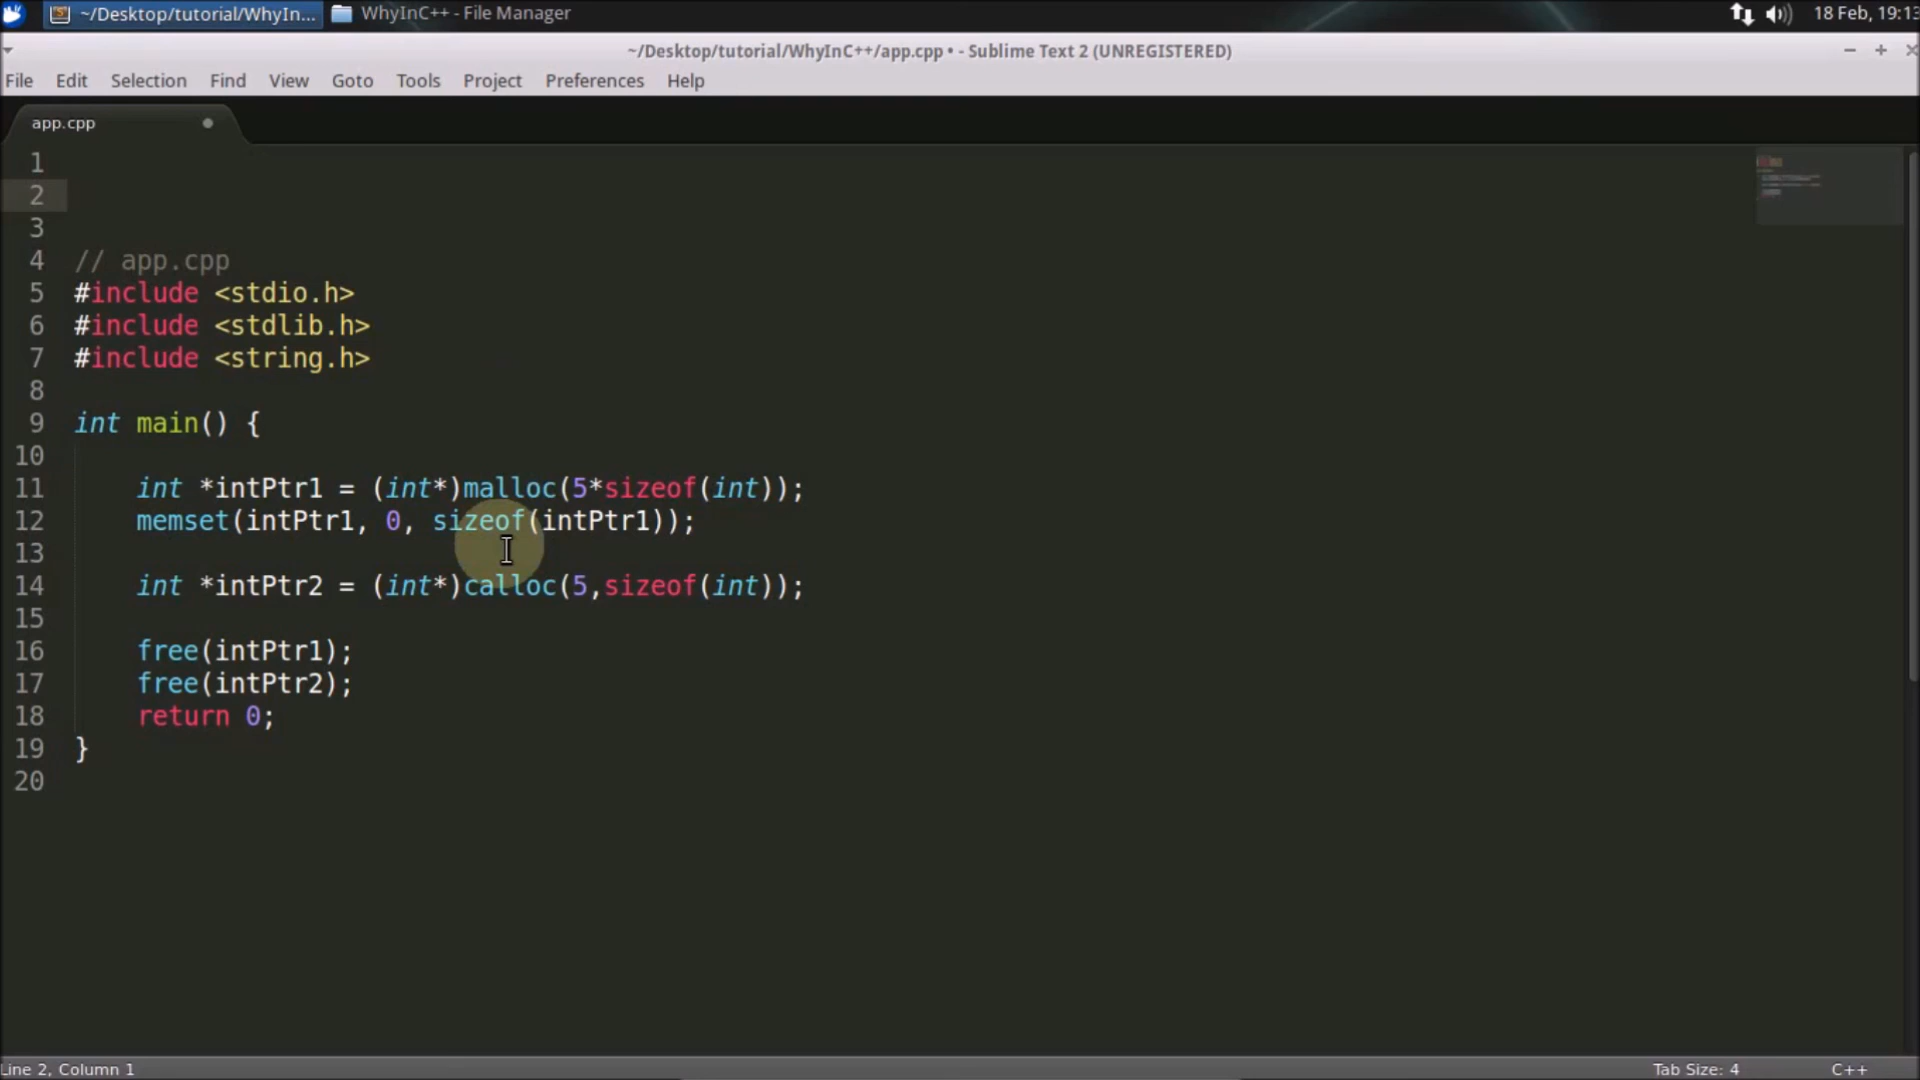 ~/Desktop/tutorial/WhyIn... WhyInC++ - File Manager 18 Feb, 19:13
~/Desktop/tutorial/WhyInC++/app.cpp • - Sublime Text 2 (UNREGISTERED)
File Edit Selection Find View Goto Tools Project Preferences Help
app.cpp
1
2
3
4 // app.cpp
5 #include <stdio.h>
6 #include <stdlib.h>
7 #include <string.h>
8
9 int main() {
10
11 int *intPtr1 = (int*)malloc(5*sizeof(int));
12 memset(intPtr1, 0, sizeof(intPtr1));
13
14 int *intPtr2 = (int*)calloc(5,sizeof(int));
15
16 free(intPtr1);
17 free(intPtr2);
18 return 0;
19 }
20
Line 2, Column 1 Tab Size: 4 C++